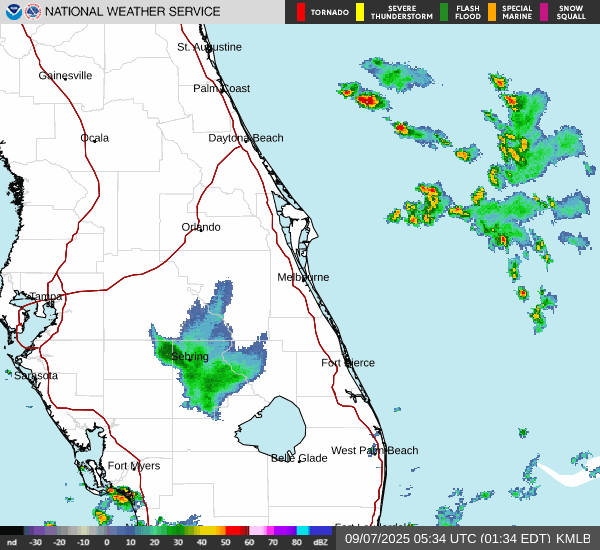 NATIONAL WEATHER SERVICE
TORNADO
SEVERE
THUNDERSTORM
FLASH
FLOOD
SPECIAL
MARINE
SNOW
SQUALL
St. Augustine
Gainesville
Palm Coast
Ocala
Daytona Beach
Orlando
Melbourne
Tampa
Sebring
Fort Pierce
Sarasota
West Palm Beach
Belle Glade
Fort Myers
nd -30 -20 -10 0 10 20 30 40 50 60 70 80 dBZ
09/07/2025 05:34 UTC (01:34 EDT) KMLB